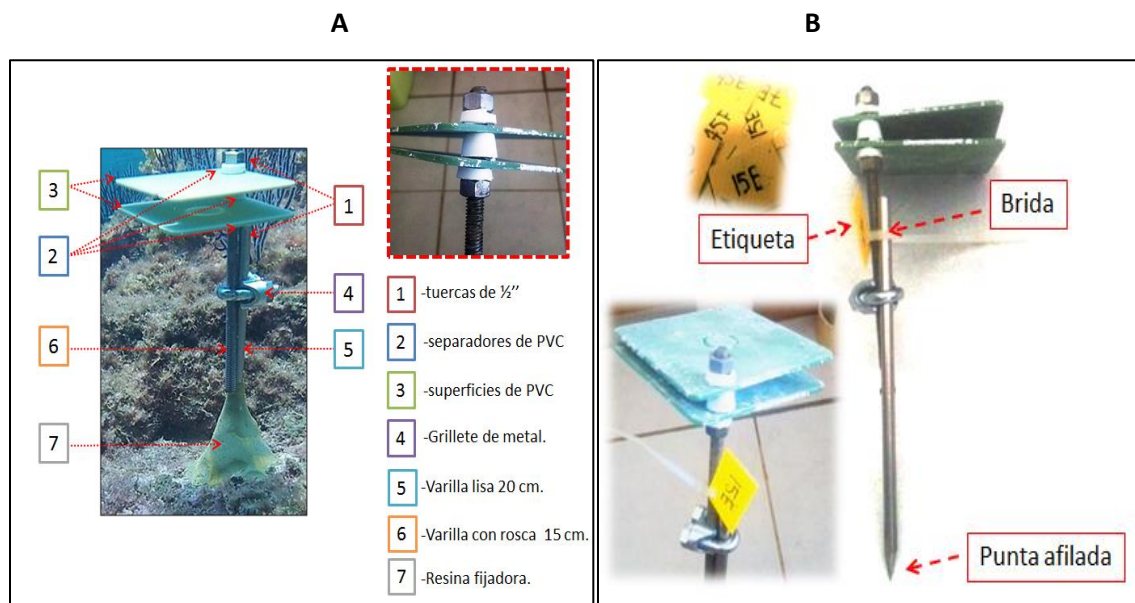 A
B
3
2
6
7
1
4
5
1 -tuercas de ½’’
2 -separadores de PVC
3 -superficies de PVC
4 -Grillete de metal.
5 -Varilla lisa 20 cm.
6 -Varilla con rosca 15 cm.
7 -Resina fijadora.
15E
15E
Etiqueta
Brida
15E
Punta afilada